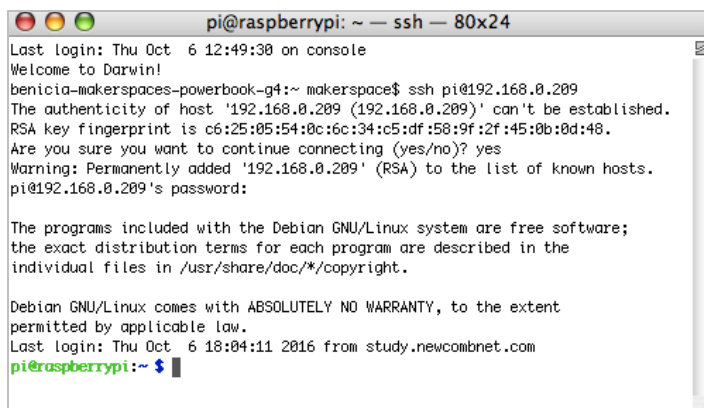 pi@raspberrypi: ~ — ssh — 80x24
Last login: Thu Oct  6 12:49:30 on console
Welcome to Darwin!
benicia-makerspaces-powerbook-g4:~ makerspace$ ssh pi@192.168.0.209
The authenticity of host '192.168.0.209 (192.168.0.209)' can't be established.
RSA key fingerprint is c6:25:05:54:0c:6c:34:c5:df:58:9f:2f:45:0b:0d:48.
Are you sure you want to continue connecting (yes/no)? yes
Warning: Permanently added '192.168.0.209' (RSA) to the list of known hosts.
pi@192.168.0.209's password:
The programs included with the Debian GNU/Linux system are free software;
the exact distribution terms for each program are described in the
individual files in /usr/share/doc/*/copyright.
Debian GNU/Linux comes with ABSOLUTELY NO WARRANTY, to the extent
permitted by applicable law.
Last login: Thu Oct  6 18:04:11 2016 from study.newcombnet.com
pi@raspberrypi:~ $